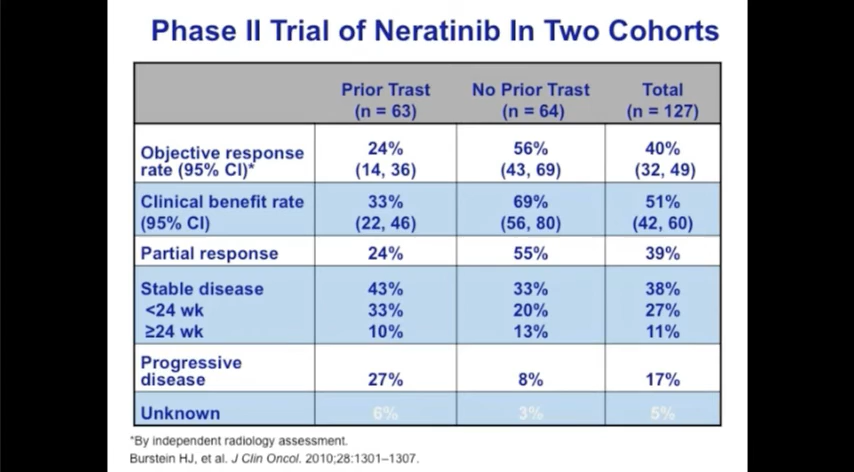 Phase II Trial of Neratinib In Two Cohorts
Prior Trast (n = 63) No Prior Trast (n = 64) Total (n = 127)
Objective response rate (95% CI)* 24% (14, 36) 56% (43, 69) 40% (32, 49)
Clinical benefit rate (95% CI) 33% (22, 46) 69% (56, 80) 51% (42, 60)
Partial response 24% 55% 39%
Stable disease 43% 33% 38%
<24 wk 33% 20% 27%
≥24 wk 10% 13% 11%
Progressive disease 27% 8% 17%
Unknown 6% 3% 5%
*By independent radiology assessment.
Burstein HJ, et al. J Clin Oncol. 2010;28:1301–1307.